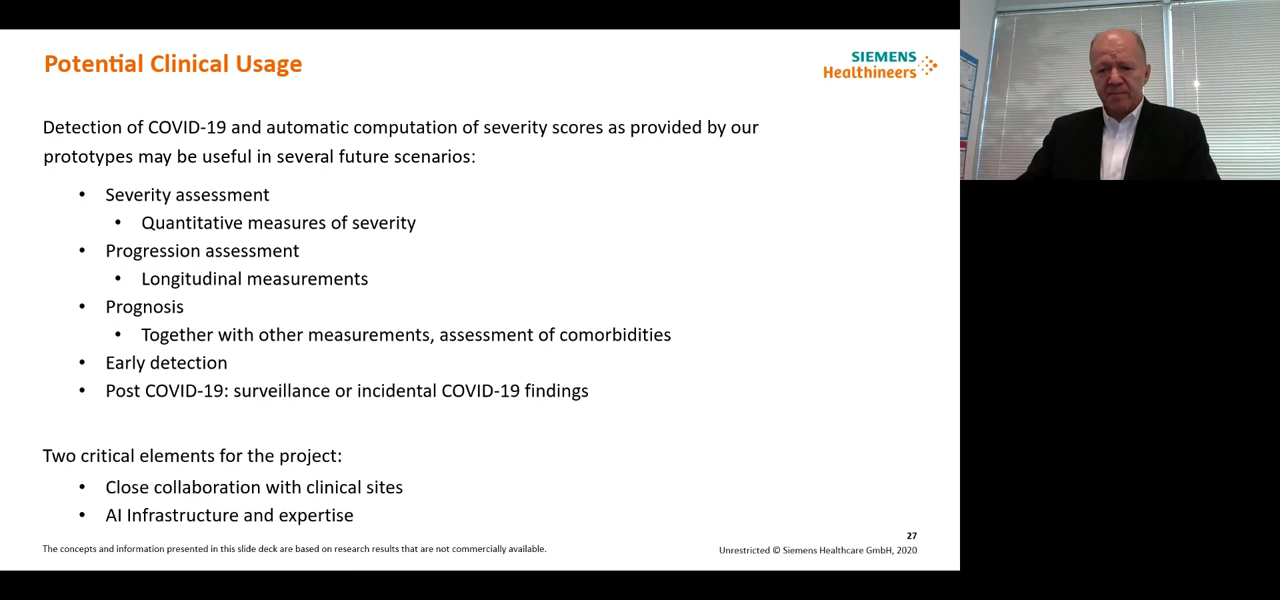 Potential Clinical Usage
SIEMENS
Healthineers
Detection of COVID-19 and automatic computation of severity scores as provided by our
prototypes may be useful in several future scenarios:
• Severity assessment
• Quantitative measures of severity
• Progression assessment
• Longitudinal measurements
• Prognosis
• Together with other measurements, assessment of comorbidities
• Early detection
• Post COVID-19: surveillance or incidental COVID-19 findings
Two critical elements for the project:
• Close collaboration with clinical sites
• AI Infrastructure and expertise
27
The concepts and information presented in this slide deck are based on research results that are not commercially available.
Unrestricted © Siemens Healthcare GmbH, 2020